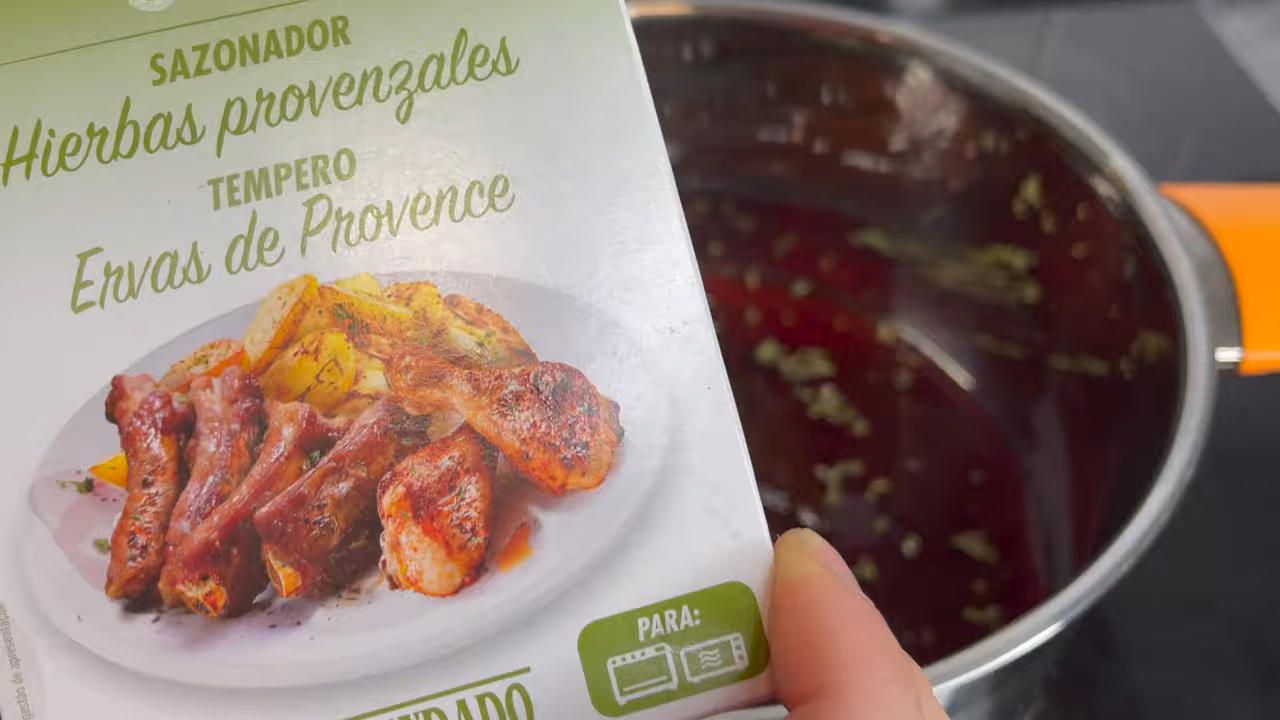 SAZONADOR
Hierbas provenzales
TEMPERO
Ervas de Provence
PARA: